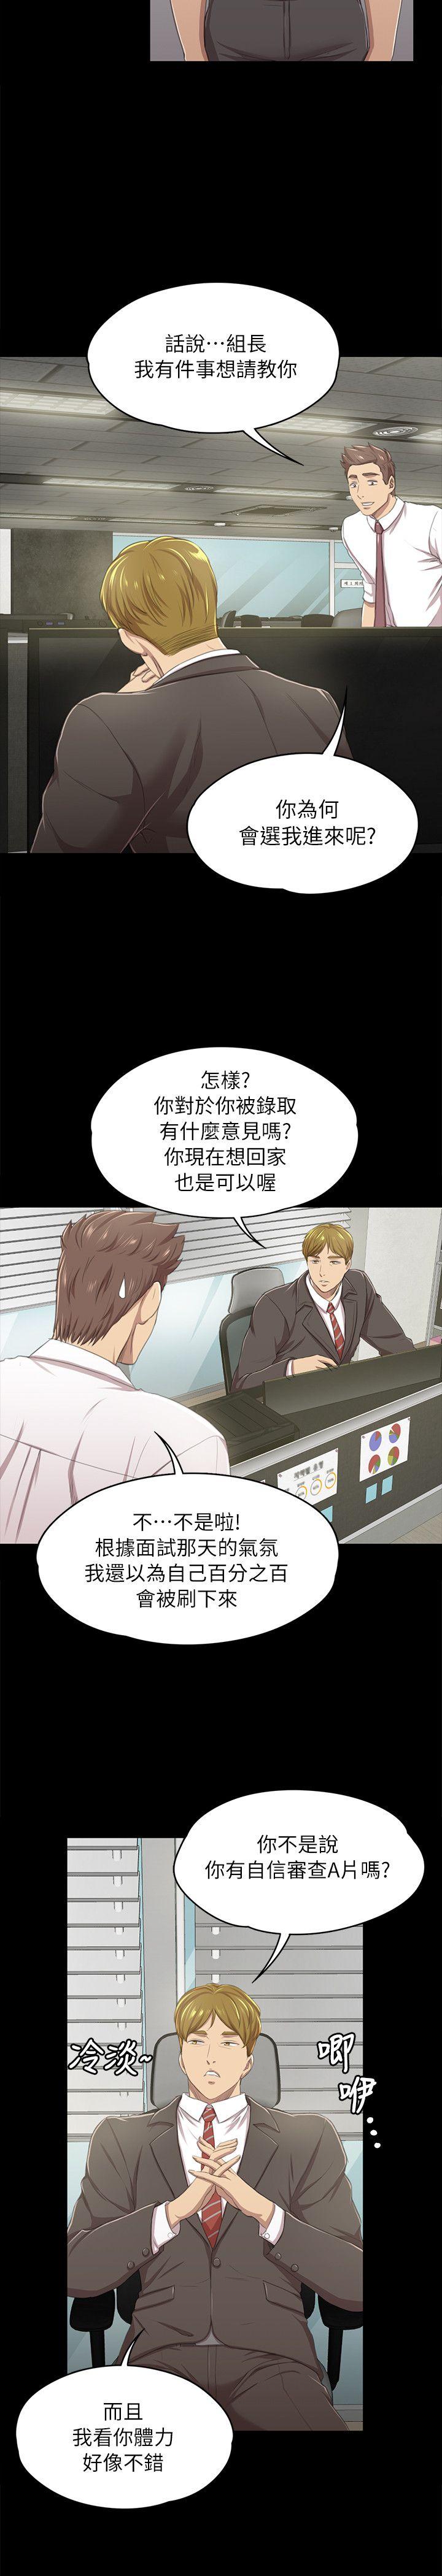 話說⋯組長
我有件事想請教你
你為何
會選我進來呢?
怎樣?
你對於你被錄取
有什麼意見嗎?
你現在想回家
也是可以喔
不⋯不是啦!
根據面試那天的氣氛
我還以為自己百分之百
會被刷下來
你不是說
你有自信審查A片嗎?
冷淡~
唧
咿⋯
而且
我看你體力
好像不錯